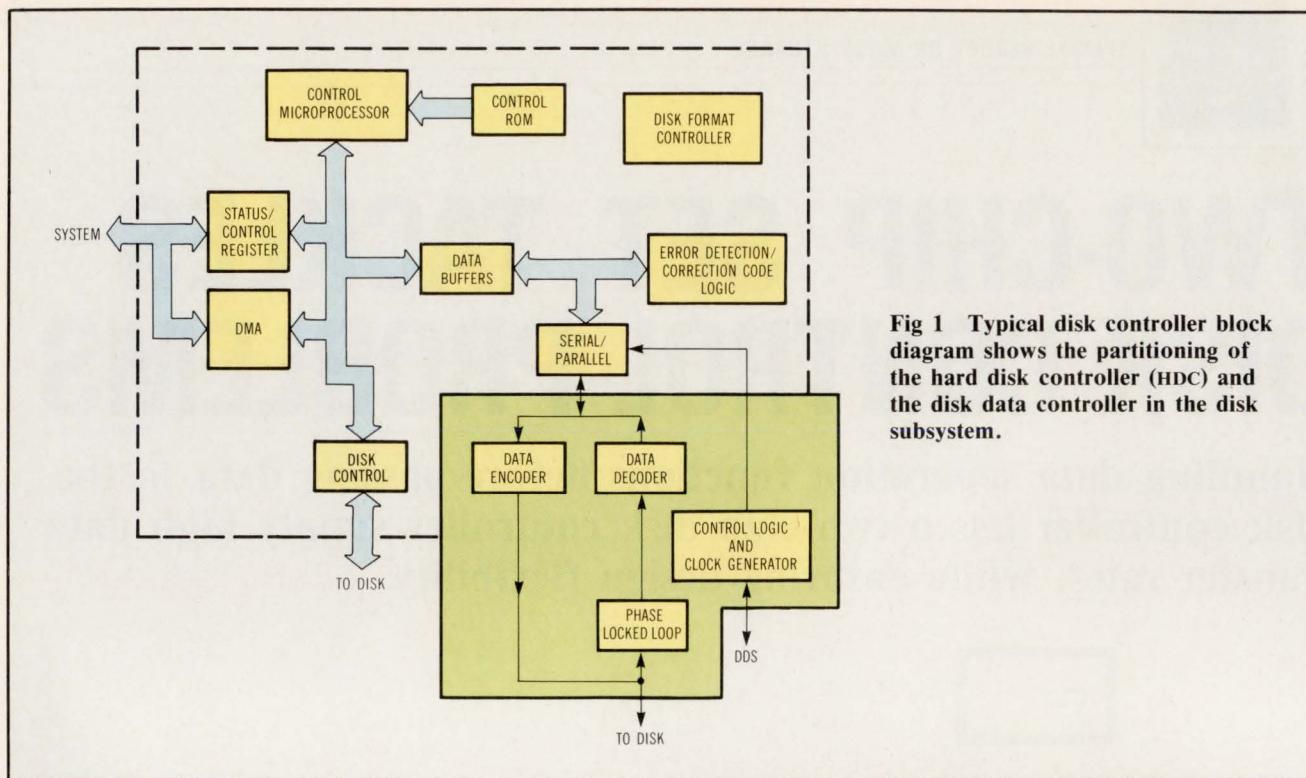 CONTROL
MICROPROCESSOR
CONTROL
ROM
DISK FORMAT
CONTROLLER
SYSTEM
STATUS/
CONTROL
REGISTER
DMA
DATA
BUFFERS
ERROR DETECTION/
CORRECTION CODE
LOGIC
SERIAL/
PARALLEL
Fig 1 Typical disk controller block
diagram shows the partitioning of
the hard disk controller (HDC) and
the disk data controller in the disk
subsystem.
DISK
CONTROL
DATA
ENCODER
DATA
DECODER
CONTROL LOGIC
AND
CLOCK GENERATOR
TO DISK
PHASE
LOCKED LOOP
DDS
TO DISK